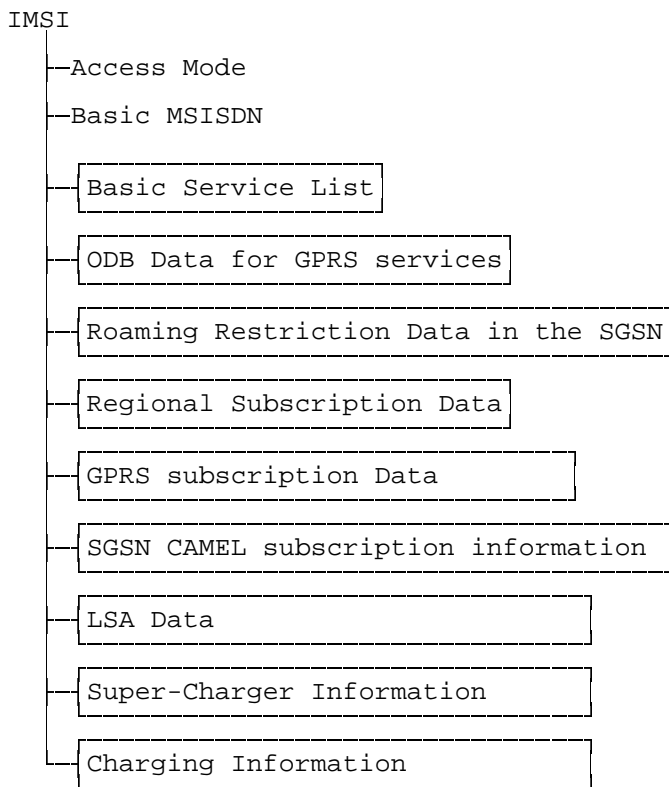 IMSI
Access Mode
Basic MSISDN
Basic Service List
ODB Data for GPRS services
Roaming Restriction Data in the SGSN
Regional Subscription Data
GPRS subscription Data
SGSN CAMEL subscription information
LSA Data
Super-Charger Information
Charging Information